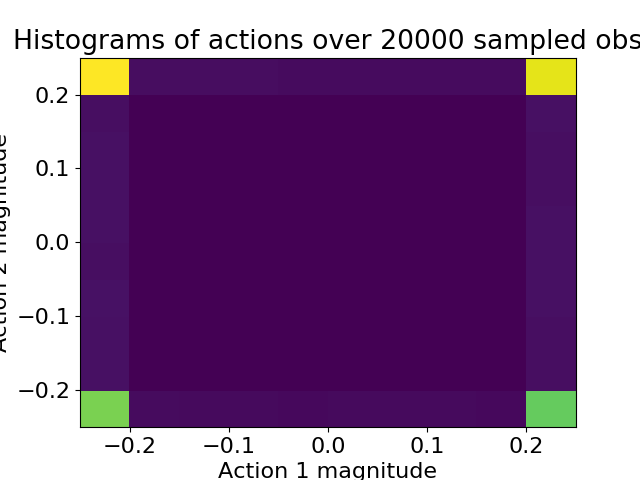 Histograms of actions over 20000 sampled obs
0.2
0.1
0.0
−0.1
−0.2
Action 2 magnitude
−0.2 −0.1 0.0 0.1 0.2
Action 1 magnitude